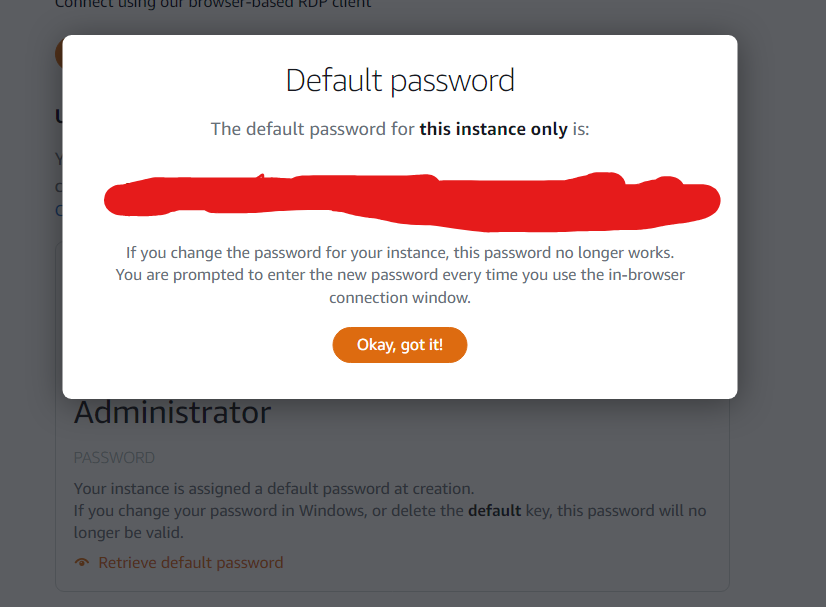 Connect using our browser-based RDP client
Default password
The default password for this instance only is:
If you change the password for your instance, this password no longer works.
You are prompted to enter the new password every time you use the in-browser
connection window.
Okay, got it!
Administrator
PASSWORD
Your instance is assigned a default password at creation.
If you change your password in Windows, or delete the default key, this password will no
longer be valid.
Retrieve default password